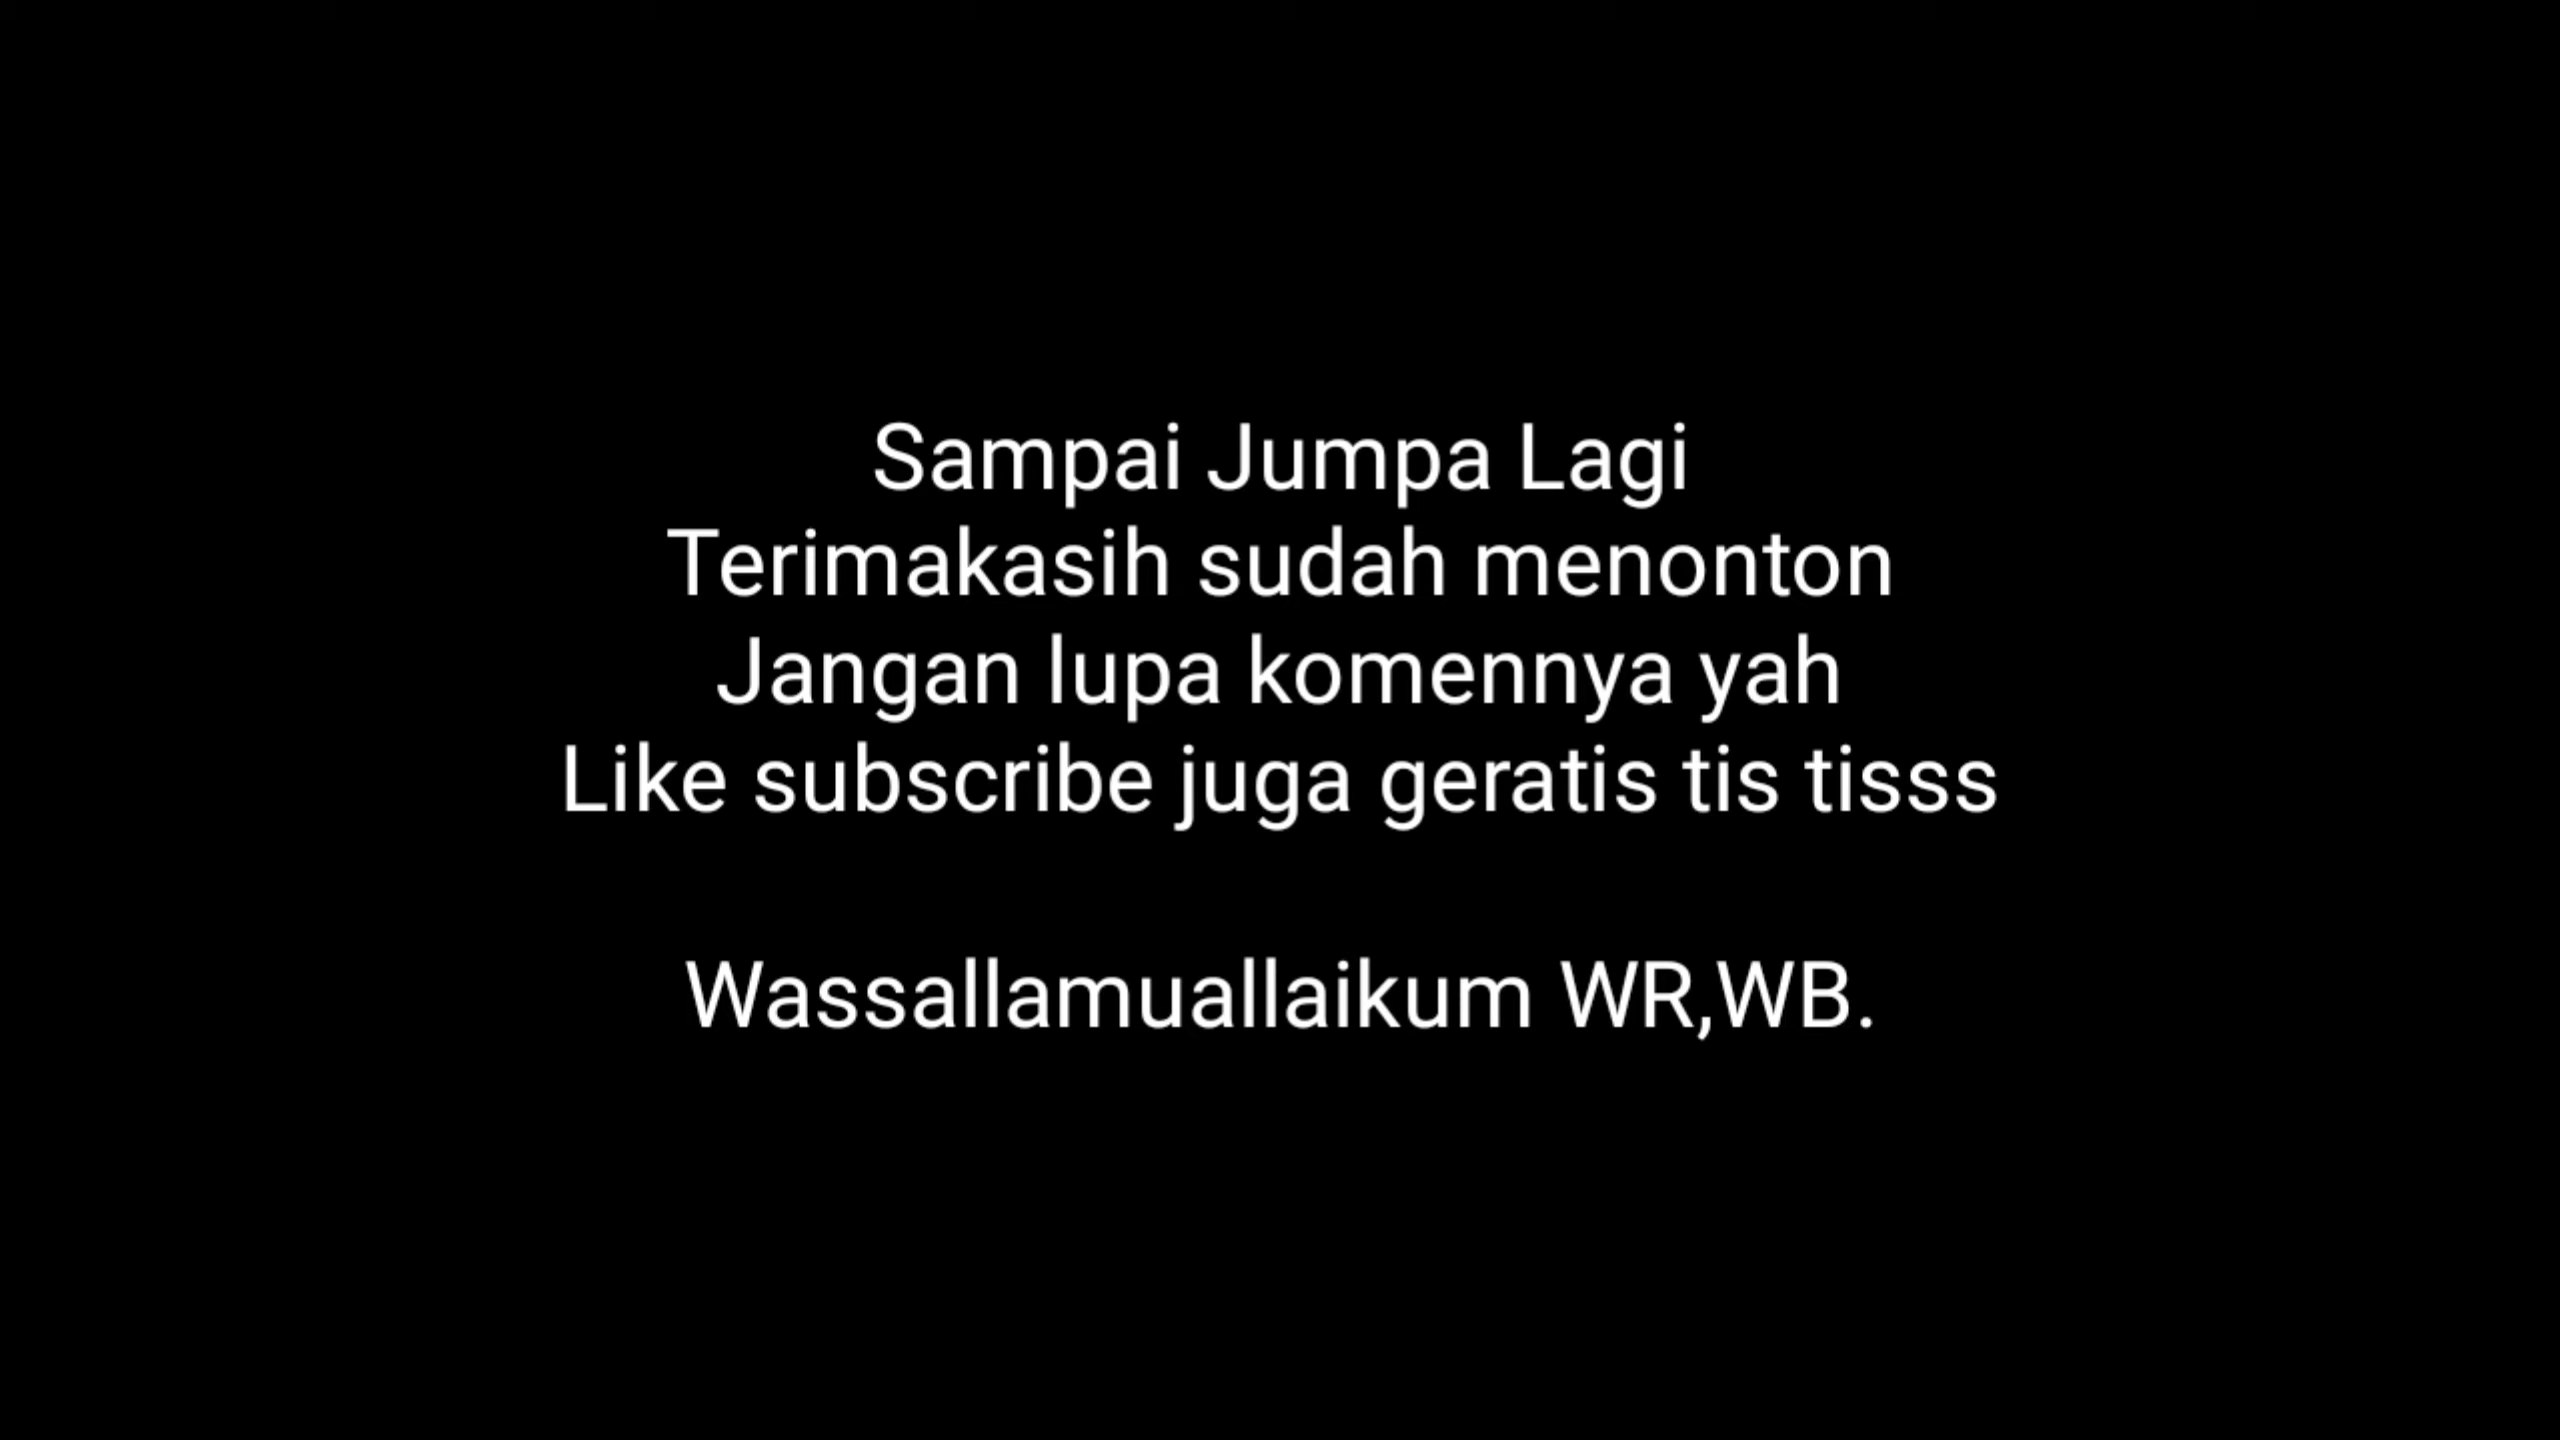 Sampai Jumpa Lagi
Terimakasih sudah menonton
Jangan lupa komennya yah
Like subscribe juga geratis tis tisss
Wassallamuallaikum WR,WB.